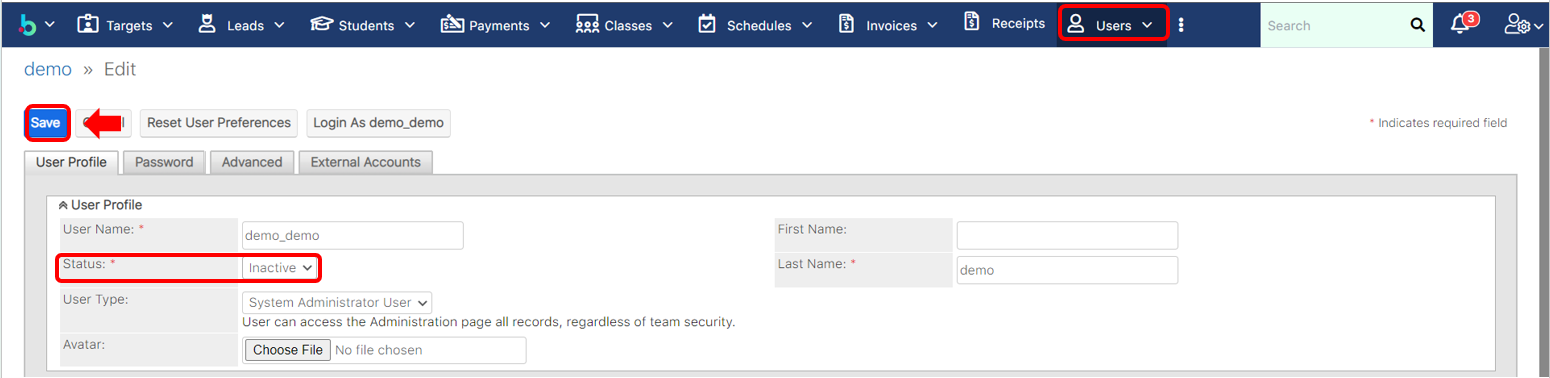 Targets Leads Students Payments Classes Schedules Invoices Receipts Users Search 3
demo » Edit
Save Reset User Preferences Login As demo_demo * Indicates required field
User Profile Password Advanced External Accounts
User Profile
User Name: * demo_demo First Name:
Status: * Inactive Last Name: * demo
User Type: System Administrator User
User can access the Administration page all records, regardless of team security.
Avatar: Choose File No file chosen